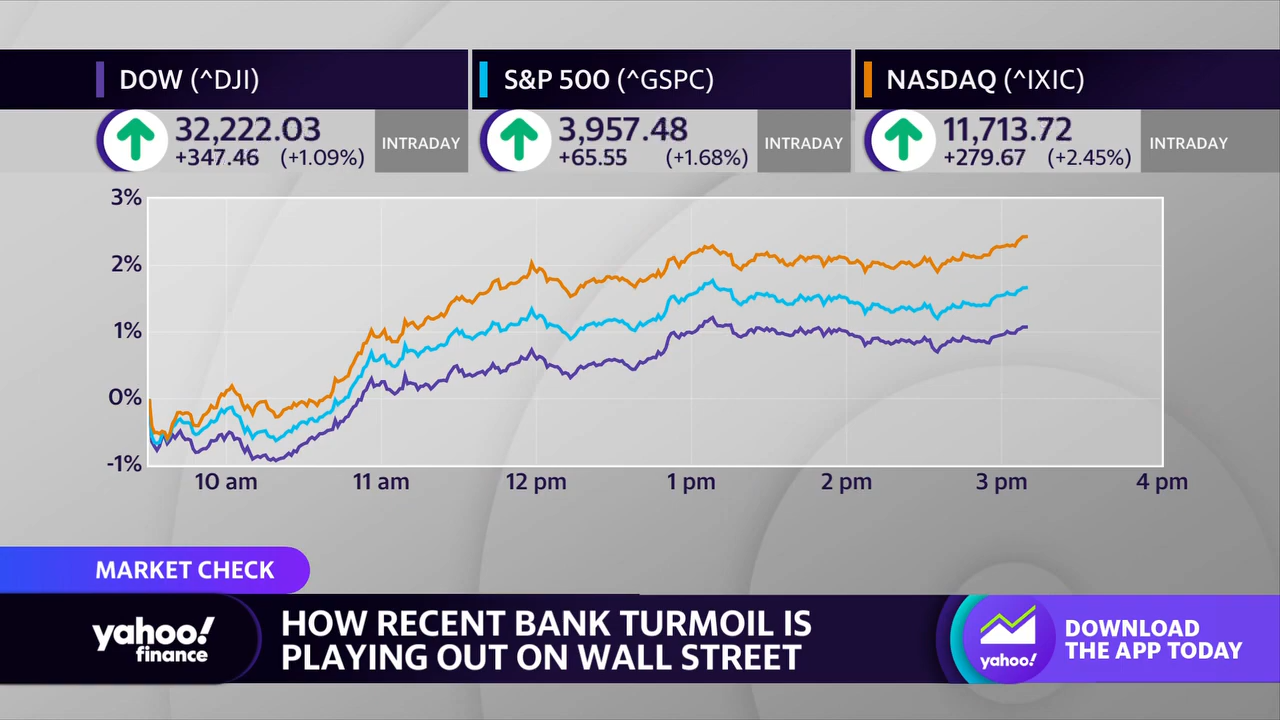 DOW (^DJI)
32,222.03
+347.46 (+1.09%)
INTRADAY
S&P 500 (^GSPC)
3,957.48
+65.55 (+1.68%)
INTRADAY
NASDAQ (^IXIC)
11,713.72
+279.67 (+2.45%)
INTRADAY
3%
2%
1%
0%
-1%
10 am 11 am 12 pm 1 pm 2 pm 3 pm 4 pm
MARKET CHECK
yahoo!
finance
HOW RECENT BANK TURMOIL IS
PLAYING OUT ON WALL STREET
yahoo!
DOWNLOAD
THE APP TODAY